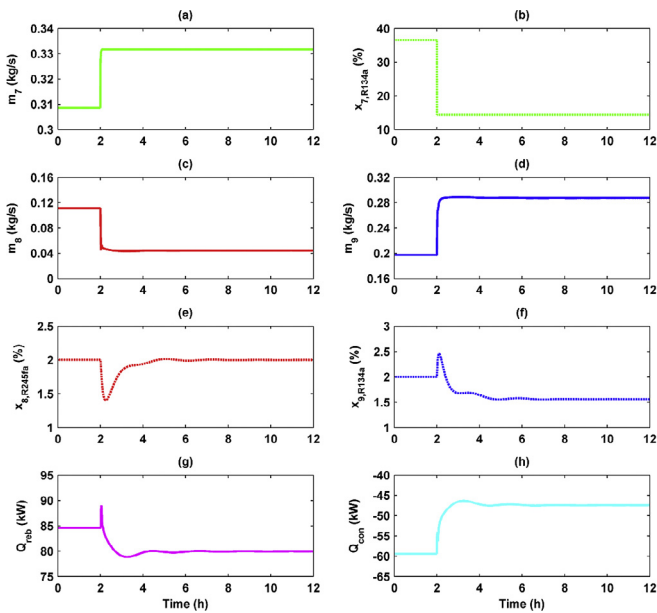 (a)
m7 (kg/s)
0.34
0.33
0.32
0.31
0.3
0 2 4 6 8 10 12
(b)
x7,R134a (%)
40
30
20
10
0 2 4 6 8 10 12
(c)
m8 (kg/s)
0.16
0.12
0.08
0.04
0
0 2 4 6 8 10 12
(d)
m9 (kg/s)
0.32
0.28
0.24
0.2
0.16
0 2 4 6 8 10 12
(e)
x8,R245fa (%)
2.5
2
1.5
1
0 2 4 6 8 10 12
(f)
x9,R134a (%)
3
2.5
2
1.5
1
0 2 4 6 8 10 12
(g)
Qreb (kW)
95
90
85
80
75
0 2 4 6 8 10 12
Time (h)
(h)
Qcon (kW)
-45
-50
-55
-60
-65
0 2 4 6 8 10 12
Time (h)